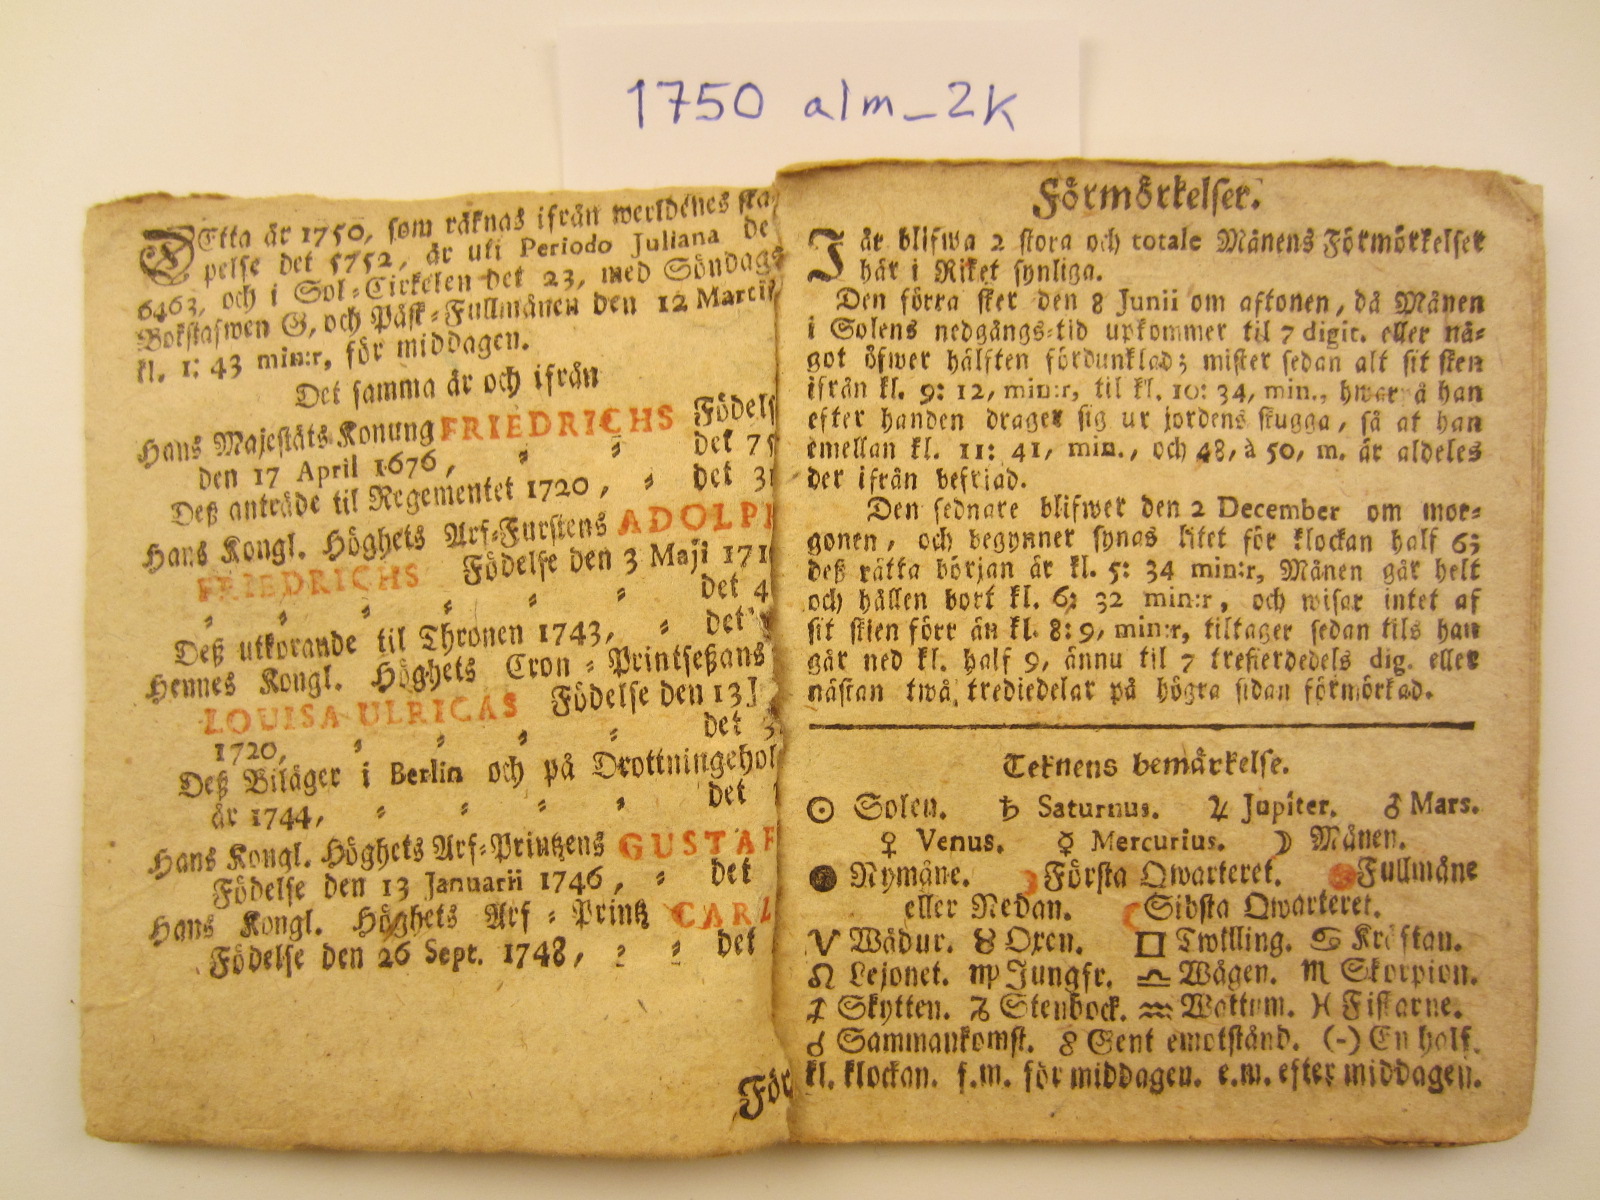 1750 alm_2k
DEtta år 1750, som räknas ifrån werldenes ska-
pelse det 5752, är uti Periodo Juliana de
6463, och i Sol-Cirkelen det 23, med Söndags
Bokstafwen G, och Påsk-Fullmånen den 12 Martii
kl. 1: 43 min:r, för middagen.
Det samma är och ifrån
Hans Majestäts Konung FRIEDRICHS Födels
den 17 April 1676, det 75
Deß anträde til Regementet 1720, det 3
Hans Kongl. Höghets Arf-Furstens ADOLPH
FRIEDRICHS Födelse den 3 Maji 171
det 4
Deß utkorande til Thronen 1743, det
Hennes Kongl. Höghets Cron-Printseßans
LOUISA ULRICAS Födelse den 13
1720, det 3
Deß Biläger i Berlin och på Drottningehol
år 1744, det
Hans Kongl. Höghets Arf-Printzens GUSTAF
Födelse den 13 Januarii 1746, det
Hans Kongl. Höghets Arf-Printz CARL
Födelse den 26 Sept. 1748, det
För
Förmörkelser.
I år blifwa 2 stora och totale Månens Förmörkelser
här i Riket synliga.
Den förra sker den 8 Junii om aftonen, då Månen
i Solens nedgångs-tid upkommer til 7 digit. eller nå-
got öfwer hälften fördunklad; mister sedan alt sit sken
ifrån kl. 9: 12, min:r, til kl. 10: 34, min., hwarpå han
efter handen drager sig ur jordens skugga, så at han
emellan kl. 11: 41, min., och 48, à 50, m. är aldeles
der ifrån befriad.
Den sednare blifwer den 2 December om mor-
gonen, och begynner synas litet för klockan half 6;
deß rätta början är kl. 5: 34 min:r, Månen går helt
och hållen bort kl. 6: 32 min:r, och wisar intet af
sit skien förr än kl. 8: 9, min:r, tiltager sedan tils han
går ned kl. half 9, ännu til 7 trefierdedels dig. eller
nästan twå trediedelar på högra sidan förmörkad.
Teknens bemärkelse.
☉ Solen. ♄ Saturnus. ♃ Jupiter. ♂ Mars.
♀ Venus. ☿ Mercurius. ☽ Månen.
● Nymåne. Första Qwarteret. Fullmåne
eller Nedan. Sidsta Qwarteret.
♈ Wädur. ♉ Oxen. ♊ Twilling. ♋ Kräftan.
♌ Lejonet. ♍ Jungfr. ♎ Wågen. ♏ Skorpion.
♐ Skytten. ♑ Stenbock. ♒ Wattum. ♓ Fiskarne.
☌ Sammankomst. ☍ Gent emotstånd. (-) En half.
kl. klockan. f.m. för middagen. e.m. efter middagen.